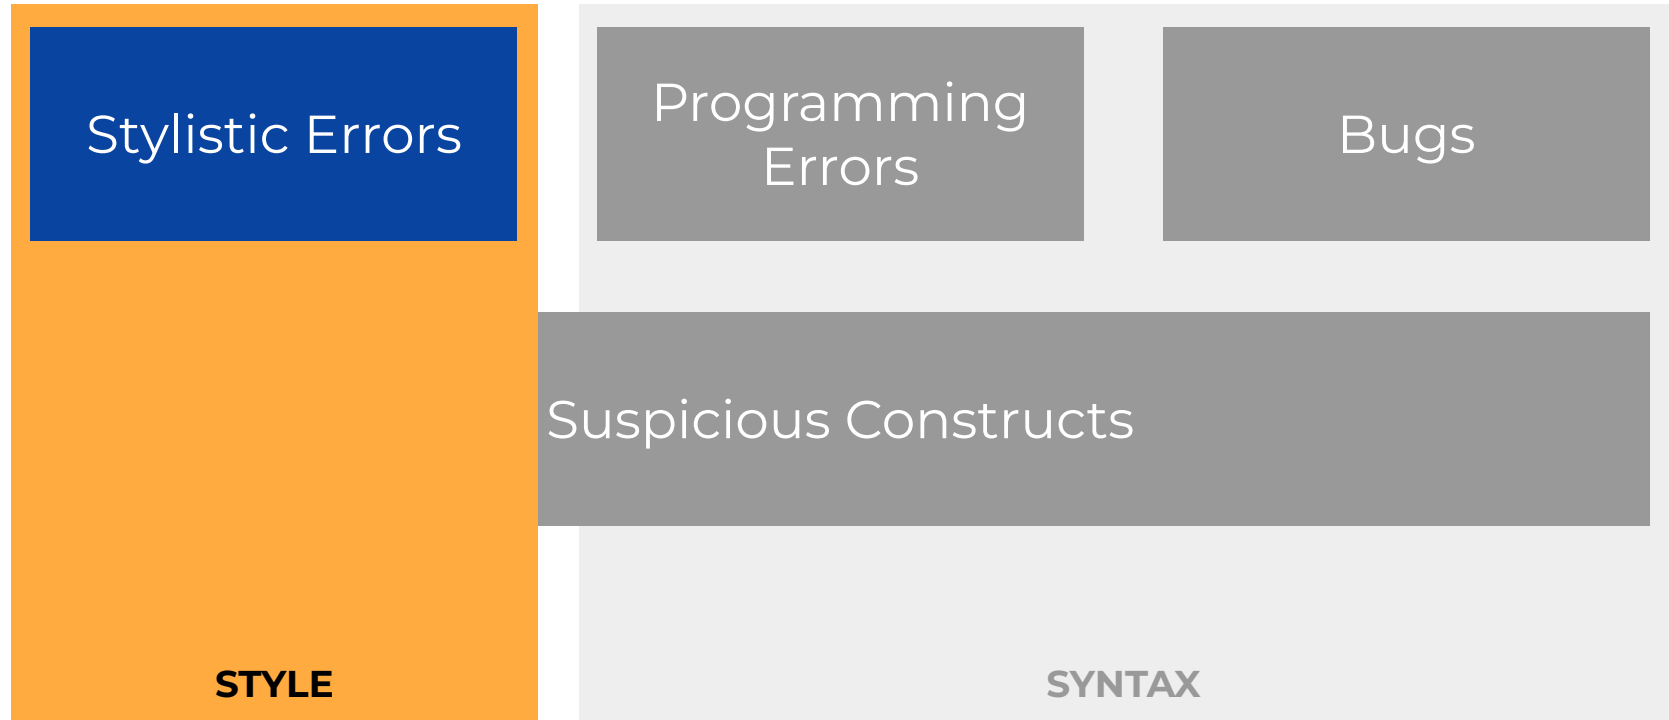 Stylistic Errors
Programming
Errors
Bugs
Suspicious Constructs
STYLE
SYNTAX